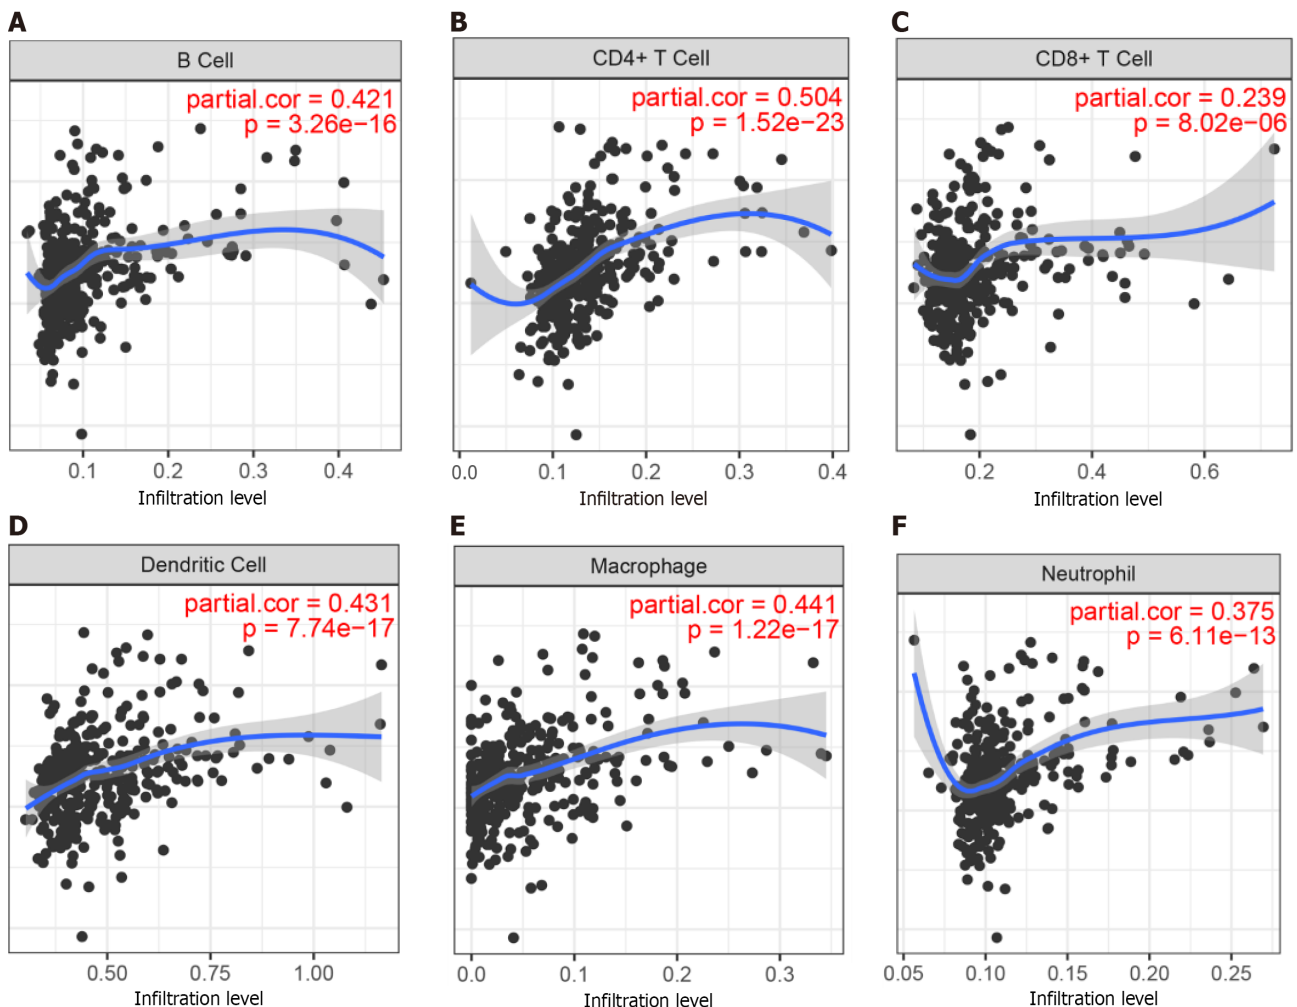 A
B Cell
partial.cor = 0.421
p = 3.26e−16
0.1 0.2 0.3 0.4
Infiltration level
B
CD4+ T Cell
partial.cor = 0.504
p = 1.52e−23
0.0 0.1 0.2 0.3 0.4
Infiltration level
C
CD8+ T Cell
partial.cor = 0.239
p = 8.02e−06
0.2 0.4 0.6
Infiltration level
D
Dendritic Cell
partial.cor = 0.431
p = 7.74e−17
0.50 0.75 1.00
Infiltration level
E
Macrophage
partial.cor = 0.441
p = 1.22e−17
0.0 0.1 0.2 0.3
Infiltration level
F
Neutrophil
partial.cor = 0.375
p = 6.11e−13
0.05 0.10 0.15 0.20 0.25
Infiltration level